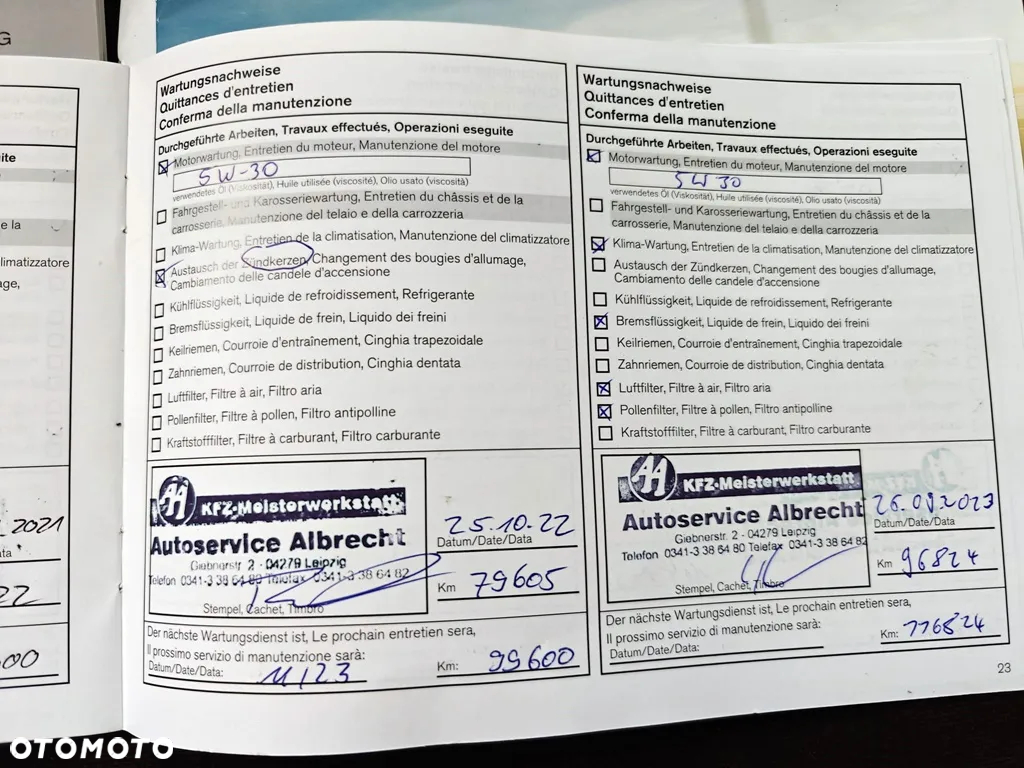 G
ite
e la
limatizzatore
age,
2021
ata
22
00
Wartungsnachweise
Quittances d'entretien
Conferma della manutenzione
Durchgeführte Arbeiten, Travaux effectués, Operazioni eseguite
Motorwartung, Entretien du moteur, Manutenzione del motore
5W-30
verwendetes Öl (Viskosität), Huile utilisée (viscosité), Olio usato (viscosità)
Fahrgestell- und Karosseriewartung, Entretien du châssis et de la
carrosserie, Manutenzione del telaio e della carrozzeria
Klima-Wartung, Entretien de la climatisation, Manutenzione del climatizzatore
Austausch der Zündkerzen, Changement des bougies d'allumage,
Cambiamento delle candele d'accensione
Kühlflüssigkeit, Liquide de refroidissement, Refrigerante
Bremsflüssigkeit, Liquide de frein, Liquido dei freini
Keilriemen, Courroie d'entraînement, Cinghia trapezoidale
Zahnriemen, Courroie de distribution, Cinghia dentata
Luftfilter, Filtre à air, Filtro aria
Pollenfilter, Filtre à pollen, Filtro antipolline
Kraftstofffilter, Filtre à carburant, Filtro carburante
AA KFZ-Meisterwerkstatt
Autoservice Albrecht
Giebnerstr. 2 · 04279 Leipzig
Telefon 0341-3 38 64 80 Telefax 0341-3 38 64 82
Stempel, Cachet, Timbro
25.10.22
Datum/Date/Data
Km 79605
Der nächste Wartungsdienst ist, Le prochain entretien sera,
Il prossimo servizio di manutenzione sarà:
Datum/Date/Data: 11/23 Km: 99600
Wartungsnachweise
Quittances d'entretien
Conferma della manutenzione
Durchgeführte Arbeiten, Travaux effectués, Operazioni eseguite
Motorwartung, Entretien du moteur, Manutenzione del motore
5W30
verwendetes Öl (Viskosität), Huile utilisée (viscosité), Olio usato (viscosità)
Fahrgestell- und Karosseriewartung, Entretien du châssis et de la
carrosserie, Manutenzione del telaio e della carrozzeria
Klima-Wartung, Entretien de la climatisation, Manutenzione del climatizzatore
Austausch der Zündkerzen, Changement des bougies d'allumage,
Cambiamento delle candele d'accensione
Kühlflüssigkeit, Liquide de refroidissement, Refrigerante
Bremsflüssigkeit, Liquide de frein, Liquido dei freini
Keilriemen, Courroie d'entraînement, Cinghia trapezoidale
Zahnriemen, Courroie de distribution, Cinghia dentata
Luftfilter, Filtre à air, Filtro aria
Pollenfilter, Filtre à pollen, Filtro antipolline
Kraftstofffilter, Filtre à carburant, Filtro carburante
AA KFZ-Meisterwerkstatt
Autoservice Albrecht
Giebnerstr. 2 - 04279 Leipzig
Telefon 0341-3 38 64 80 Telefax 0341-3 38 64 82
Stempel, Cachet, Timbro
Datum/Date/Data
Km 96824
Der nächste Wartungsdienst ist, Le prochain entretien sera,
Il prossimo servizio di manutenzione sarà:
Datum/Date/Data: Km: 116824
23
OTOMOTO